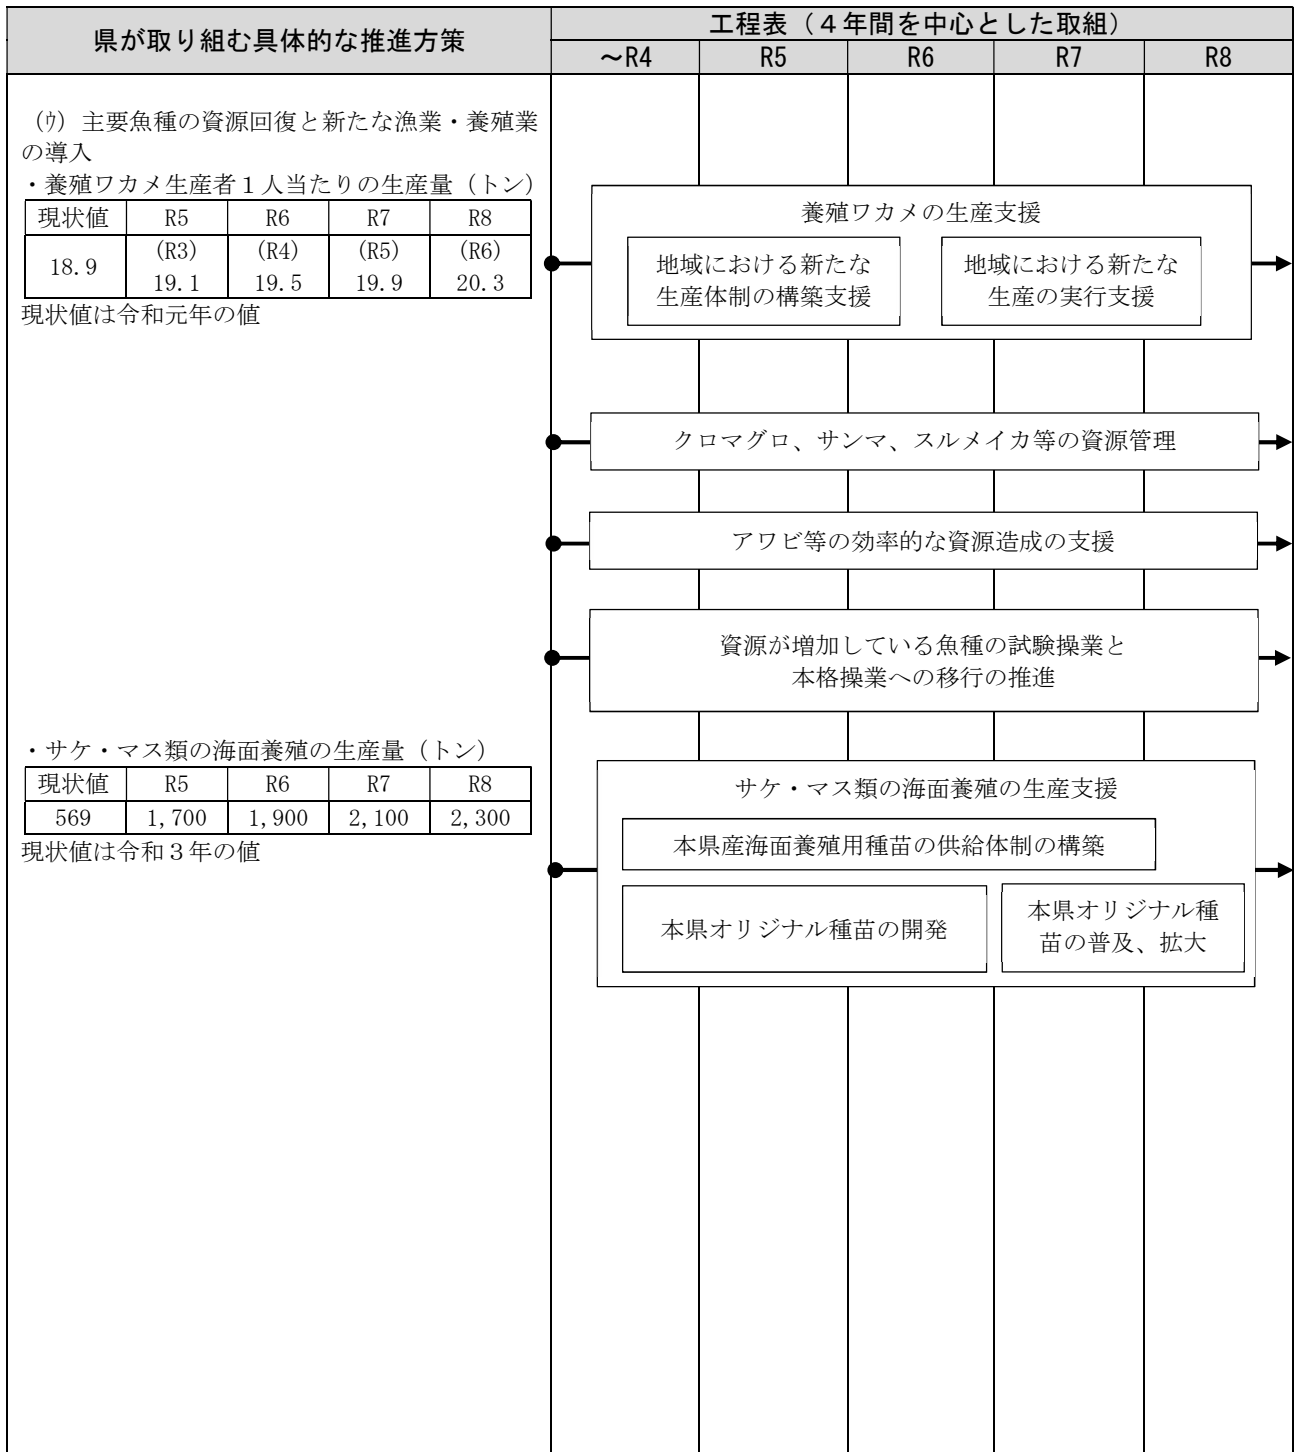 県が取り組む具体的な推進方策
工程表（４年間を中心とした取組）
～R4 R5 R6 R7 R8
(ｳ) 主要魚種の資源回復と新たな漁業・養殖業
の導入
・養殖ワカメ生産者１人当たりの生産量（トン）
現状値 R5 R6 R7 R8
18.9 (R3) (R4) (R5) (R6)
19.1 19.5 19.9 20.3
現状値は令和元年の値
養殖ワカメの生産支援
地域における新たな
生産体制の構築支援
地域における新たな
生産の実行支援
クロマグロ、サンマ、スルメイカ等の資源管理
アワビ等の効率的な資源造成の支援
資源が増加している魚種の試験操業と
本格操業への移行の推進
・サケ・マス類の海面養殖の生産量（トン）
現状値 R5 R6 R7 R8
569 1,700 1,900 2,100 2,300
現状値は令和３年の値
サケ・マス類の海面養殖の生産支援
本県産海面養殖用種苗の供給体制の構築
本県オリジナル種苗の開発
本県オリジナル種
苗の普及、拡大